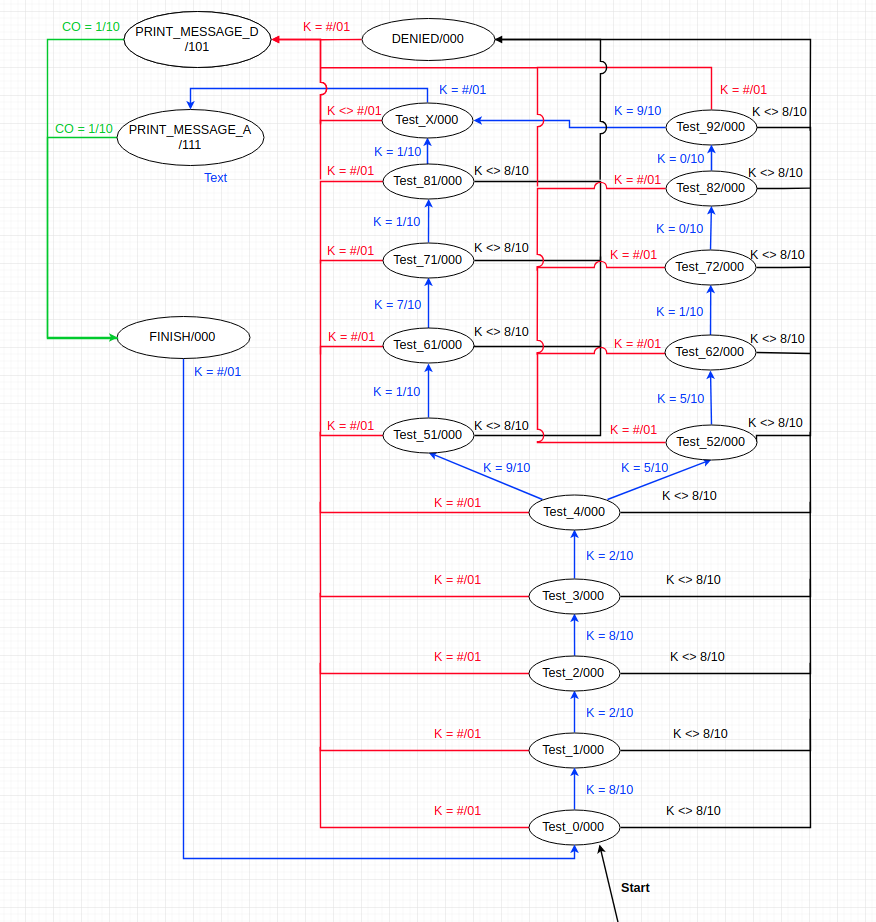 CO = 1/10
PRINT_MESSAGE_D
/101
K = #/01
DENIED/000
K = #/01
K = #/01
K <> #/01
Test_X/000
K = 9/10
K <> 8/10
Test_92/000
CO = 1/10
PRINT_MESSAGE_A
/111
Text
K = 1/10
K = 0/10
K = #/01
Test_81/000
K <> 8/10
K = #/01
Test_82/000
K <> 8/10
K = 1/10
K = 0/10
K = #/01
Test_71/000
K <> 8/10
K = #/01
Test_72/000
K <> 8/10
K = 7/10
K = 1/10
FINISH/000
K = #/01
K = #/01
Test_61/000
K <> 8/10
K = #/01
Test_62/000
K <> 8/10
K = 1/10
K = 5/10
K = #/01
Test_51/000
K <> 8/10
K = #/01
Test_52/000
K <> 8/10
K = 9/10
K = 5/10
K = #/01
Test_4/000
K <> 8/10
K = 2/10
K = #/01
Test_3/000
K <> 8/10
K = 8/10
K = #/01
Test_2/000
K <> 8/10
K = 2/10
K = #/01
Test_1/000
K <> 8/10
K = 8/10
K = #/01
Test_0/000
K <> 8/10
Start